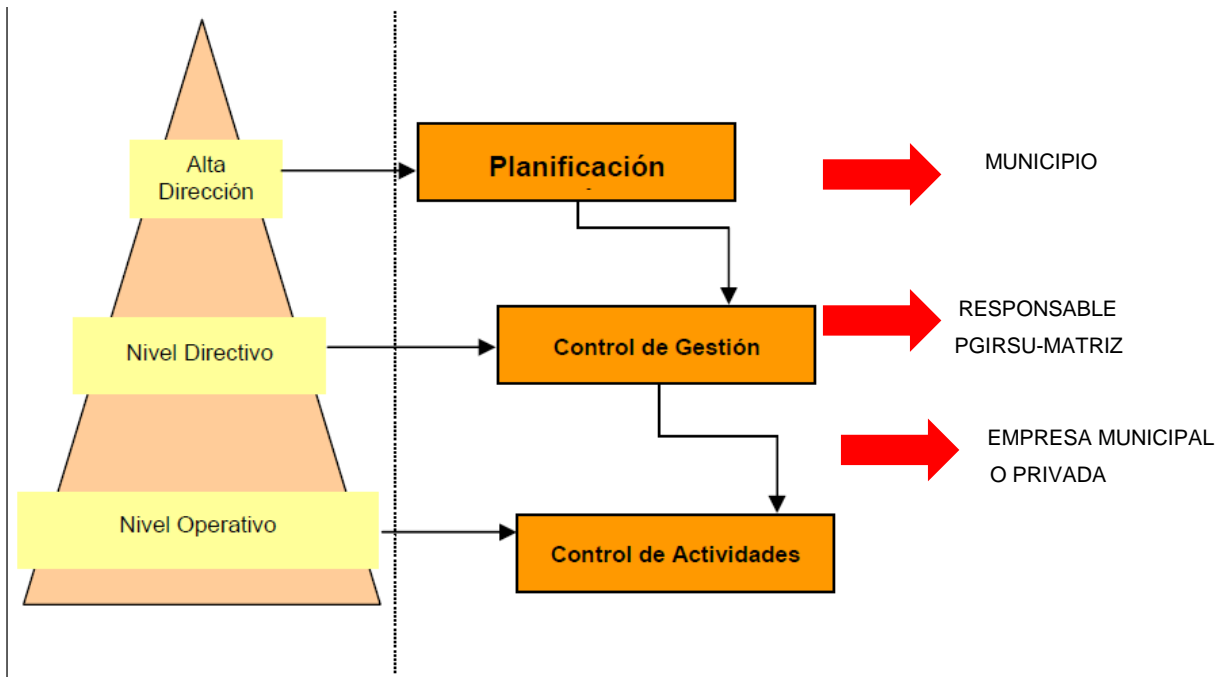 Alta
Dirección
Planificación
MUNICIPIO
Nivel Directivo
Control de Gestión
RESPONSABLE
PGIRSU-MATRIZ
EMPRESA MUNICIPAL
O PRIVADA
Nivel Operativo
Control de Actividades